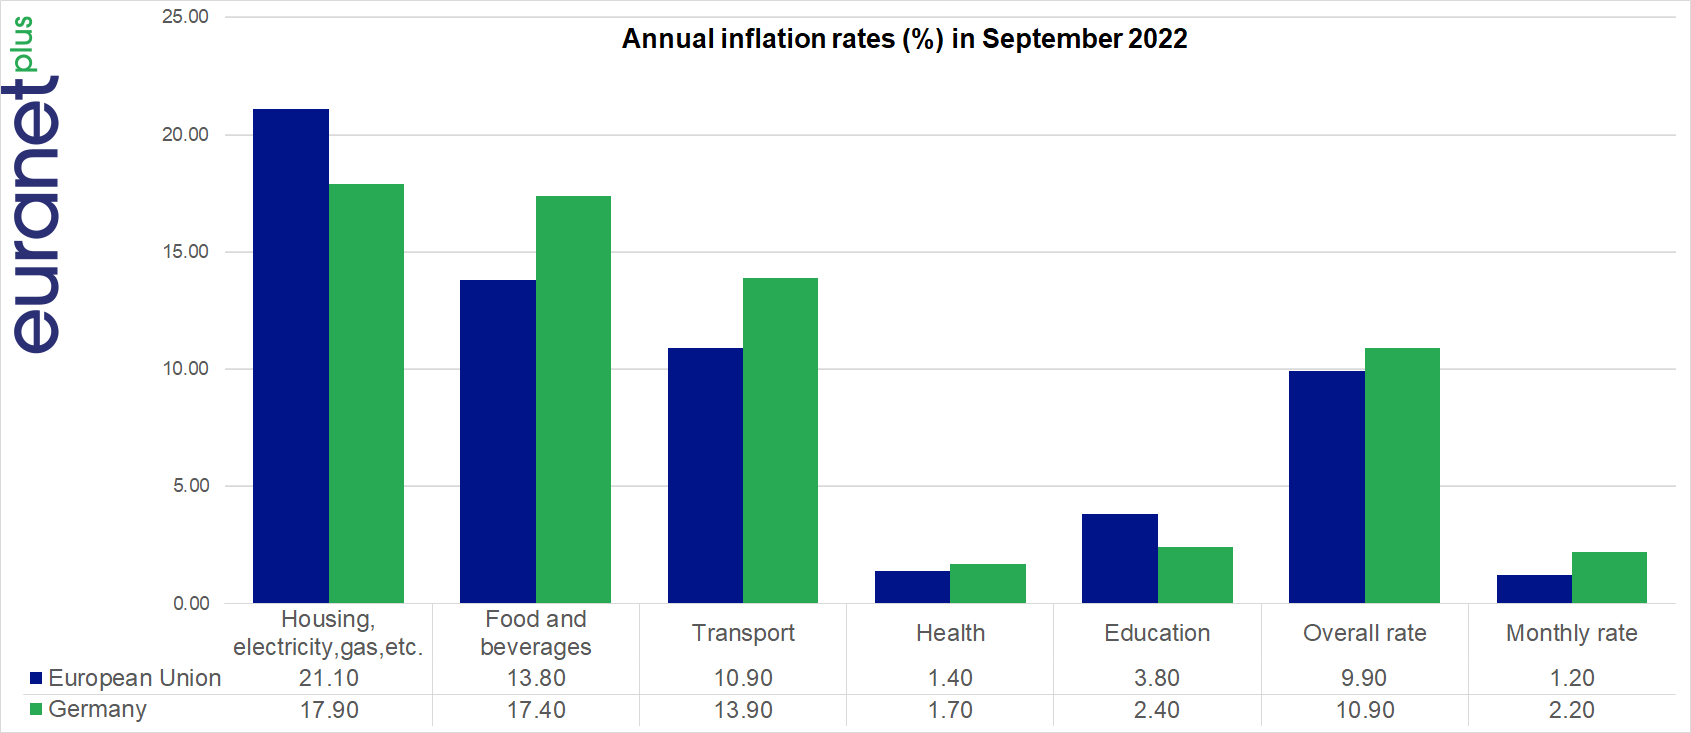 euranet plus
Annual inflation rates (%) in September 2022
25.00
20.00
15.00
10.00
5.00
0.00
Housing, electricity,gas,etc.
Food and beverages
Transport
Health
Education
Overall rate
Monthly rate
European Union 21.10 13.80 10.90 1.40 3.80 9.90 1.20
Germany 17.90 17.40 13.90 1.70 2.40 10.90 2.20